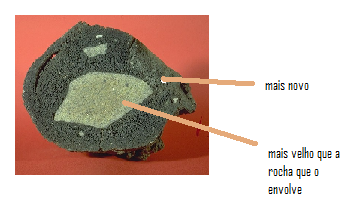 mais novo
mais velho que a
rocha que o
envolve